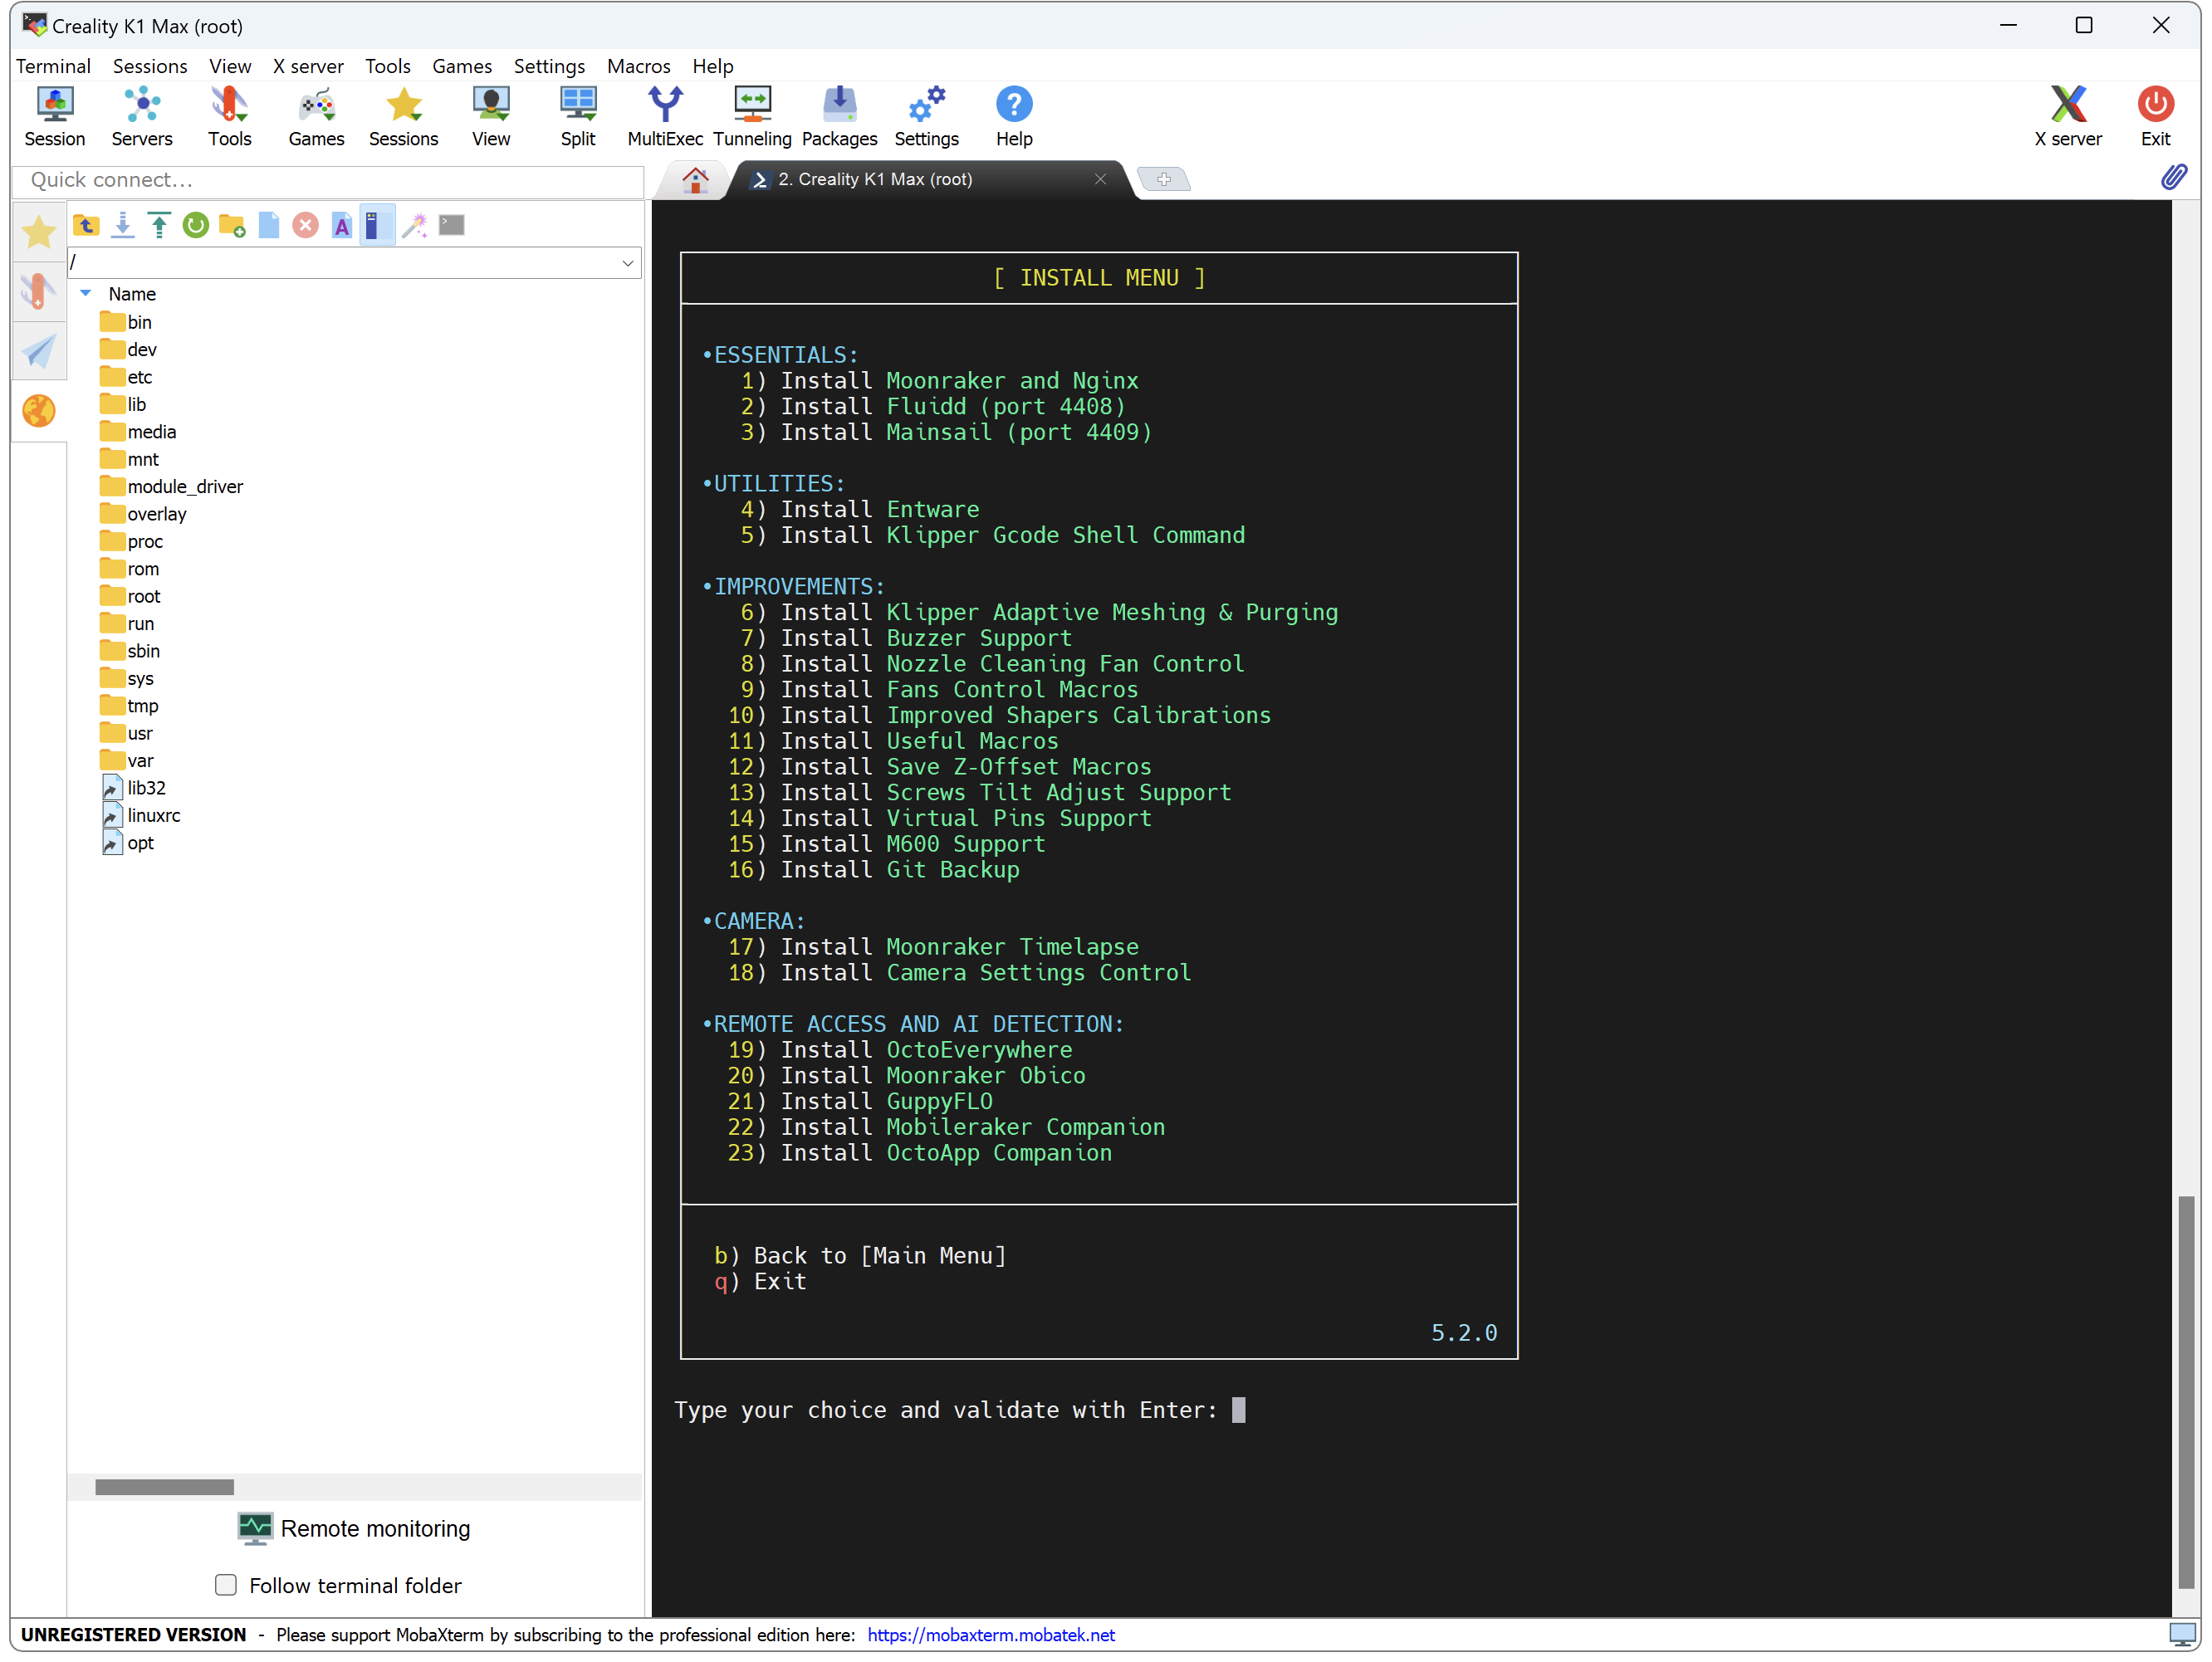 Creality K1 Max (root)
Terminal Sessions View X server Tools Games Settings Macros Help
Session Servers Tools Games Sessions View Split MultiExec Tunneling Packages Settings Help X server Exit
Quick connect...
2. Creality K1 Max (root)
/
Name
bin
dev
etc
lib
media
mnt
module_driver
overlay
proc
rom
root
run
sbin
sys
tmp
usr
var
lib32
linuxrc
opt
Remote monitoring
Follow terminal folder
[ INSTALL MENU ]
•ESSENTIALS:
1) Install Moonraker and Nginx
2) Install Fluidd (port 4408)
3) Install Mainsail (port 4409)
•UTILITIES:
4) Install Entware
5) Install Klipper Gcode Shell Command
•IMPROVEMENTS:
6) Install Klipper Adaptive Meshing & Purging
7) Install Buzzer Support
8) Install Nozzle Cleaning Fan Control
9) Install Fans Control Macros
10) Install Improved Shapers Calibrations
11) Install Useful Macros
12) Install Save Z-Offset Macros
13) Install Screws Tilt Adjust Support
14) Install Virtual Pins Support
15) Install M600 Support
16) Install Git Backup
•CAMERA:
17) Install Moonraker Timelapse
18) Install Camera Settings Control
•REMOTE ACCESS AND AI DETECTION:
19) Install OctoEverywhere
20) Install Moonraker Obico
21) Install GuppyFLO
22) Install Mobileraker Companion
23) Install OctoApp Companion
b) Back to [Main Menu]
q) Exit
5.2.0
Type your choice and validate with Enter:
UNREGISTERED VERSION - Please support MobaXterm by subscribing to the professional edition here: https://mobaxterm.mobatek.net